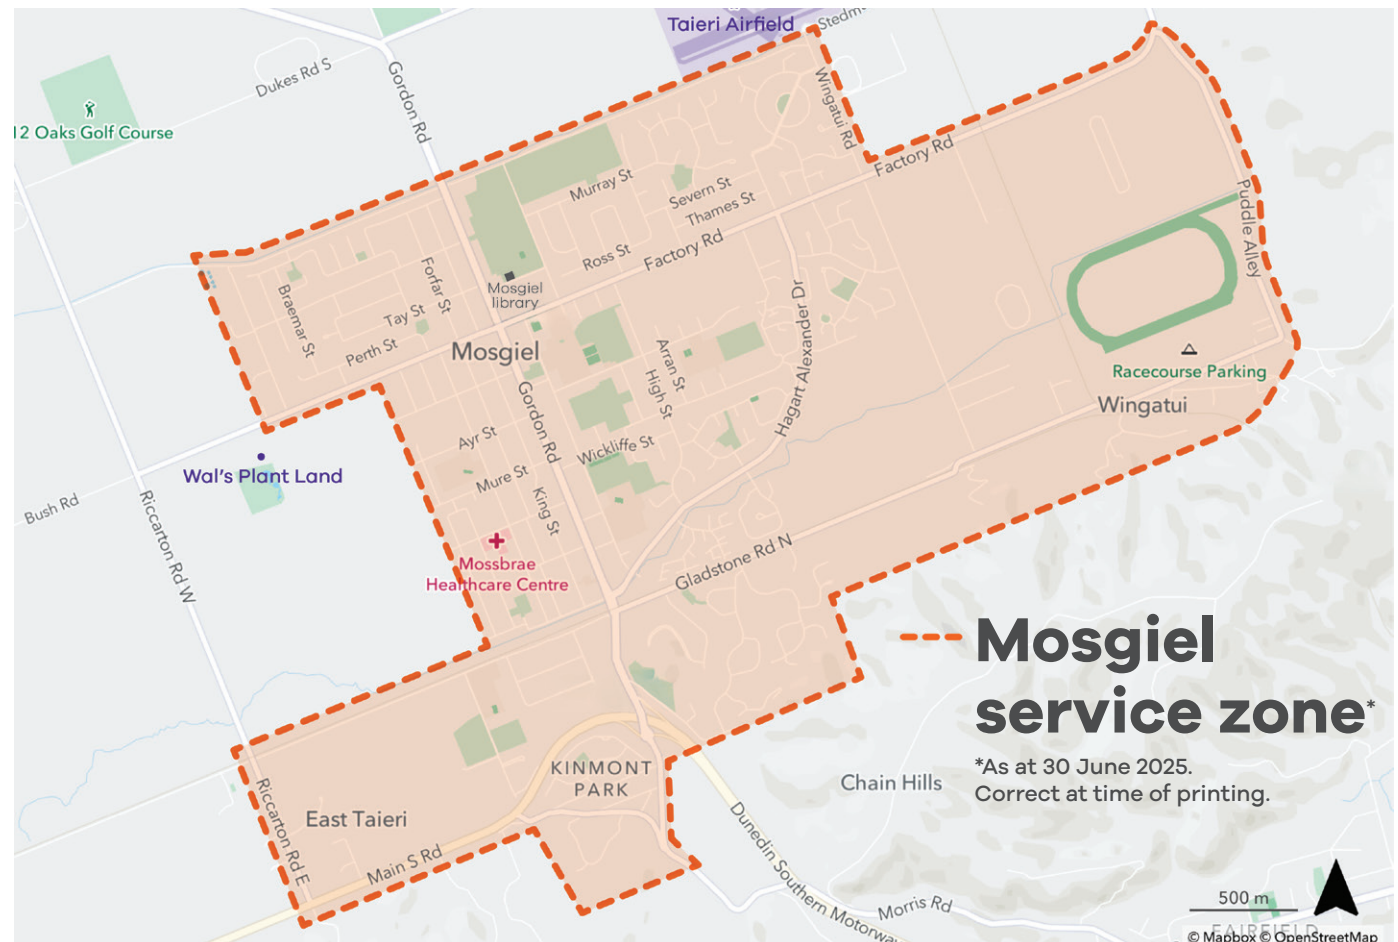 Taieri Airfield
Stedm
Dukes Rd S
Gordon Rd
Wingatui Rd
12 Oaks Golf Course
Factory Rd
Murray St
Severn St
Thames St
Puddle Alley
Ross St
Factory Rd
Forfar St
Mosgiel
library
Braemar St
Tay St
Perth St
Mosgiel
Arran St
High St
Hagart Alexander Dr
Racecourse Parking
Wingatui
Gordon Rd
Ayr St
Wickliffe St
Mure St
King St
Wal's Plant Land
Bush Rd
Riccarton Rd W
Mossbrae
Healthcare Centre
Gladstone Rd N
Mosgiel
service zone*
*As at 30 June 2025.
Correct at time of printing.
KINMONT
PARK
Chain Hills
East Taieri
Riccarton Rd E
Main S Rd
Dunedin Southern Motorway
Morris Rd
500 m
FAIRFIELD
© Mapbox © OpenStreetMap